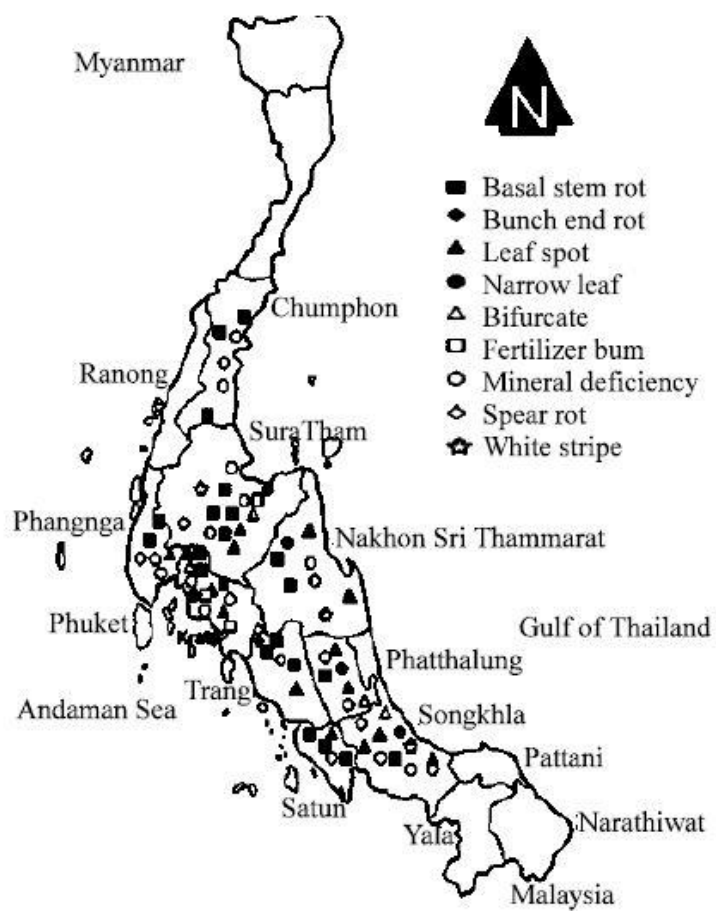 Myanmar
N
Basal stem rot
Bunch end rot
Leaf spot
Narrow leaf
Bifurcate
Fertilizer bum
Mineral deficiency
Spear rot
White stripe
Chumphon
Ranong
SuraTham
Phangnga
Nakhon Sri Thammarat
Phuket
Gulf of Thailand
Phatthalung
Trang
Andaman Sea
Songkhla
Pattani
Satun
Yala
Narathiwat
Malaysia